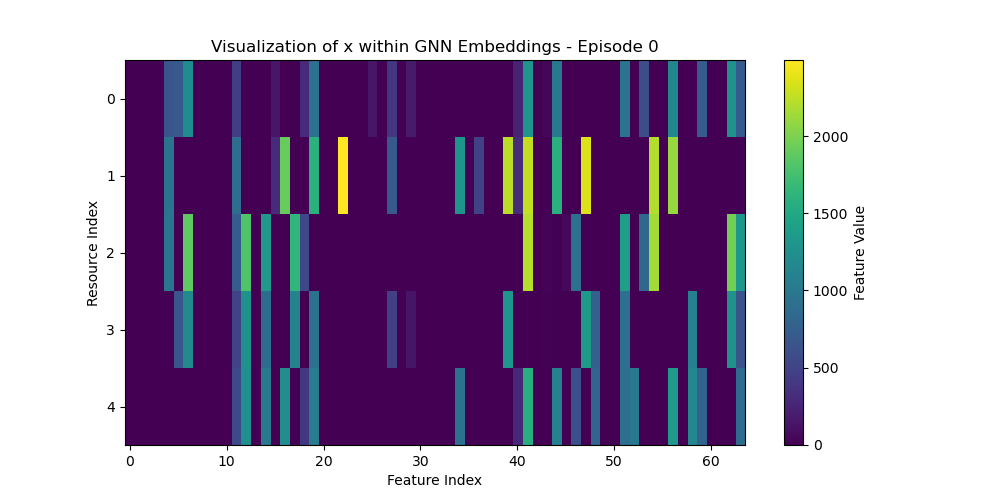 Visualization of x within GNN Embeddings - Episode 0
Resource Index
0
1
2
3
4
0 10 20 30 40 50 60
Feature Index
2000
1500
1000
500
0
Feature Value